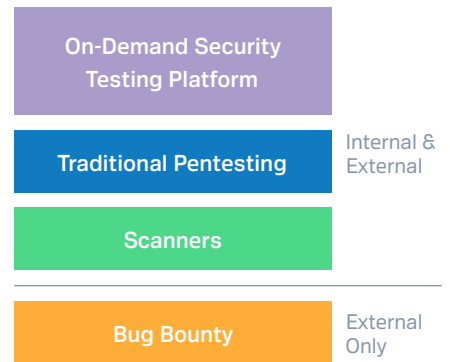 On-Demand Security
Testing Platform
Traditional Pentesting
Internal &
External
Scanners
Bug Bounty
External
Only